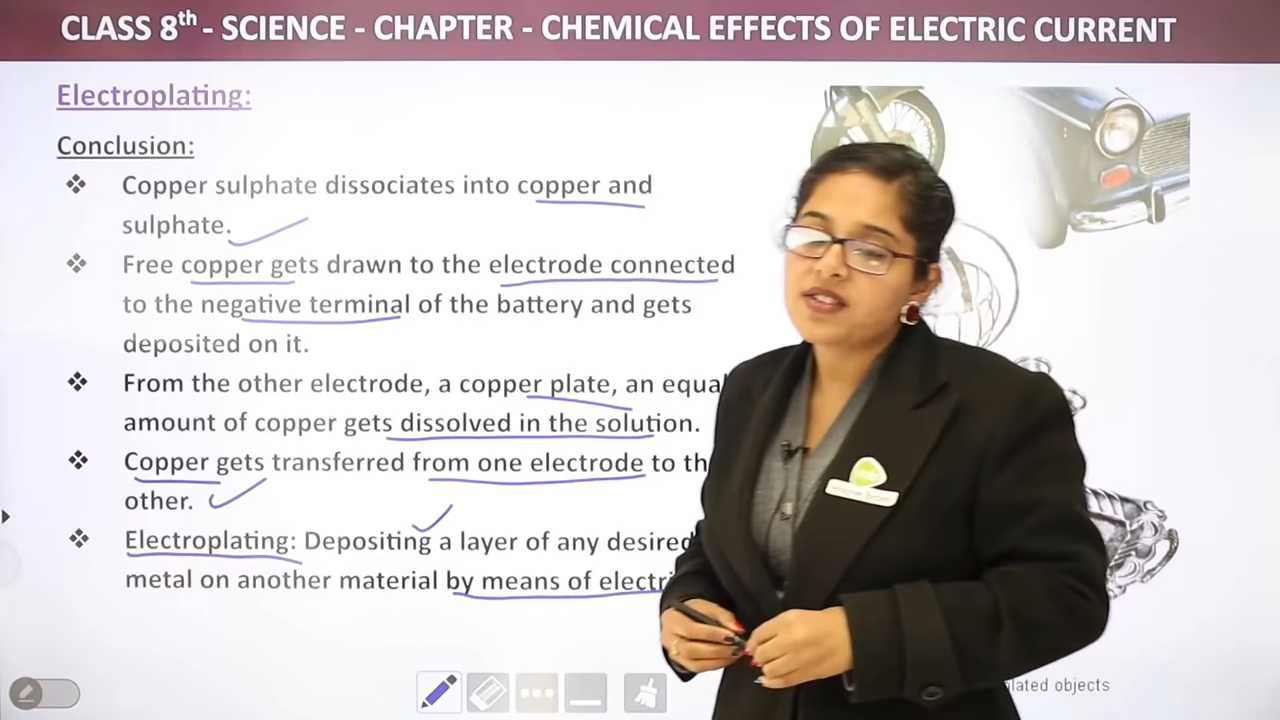 CLASS 8th - SCIENCE - CHAPTER - CHEMICAL EFFECTS OF ELECTRIC CURRENT
Electroplating:
Conclusion:
❖ Copper sulphate dissociates into copper and
sulphate.
❖ Free copper gets drawn to the electrode connected
to the negative terminal of the battery and gets
deposited on it.
❖ From the other electrode, a copper plate, an equal
amount of copper gets dissolved in the solution.
❖ Copper gets transferred from one electrode to th
other.
❖ Electroplating: Depositing a layer of any desired
metal on another material by means of electri
lated objects